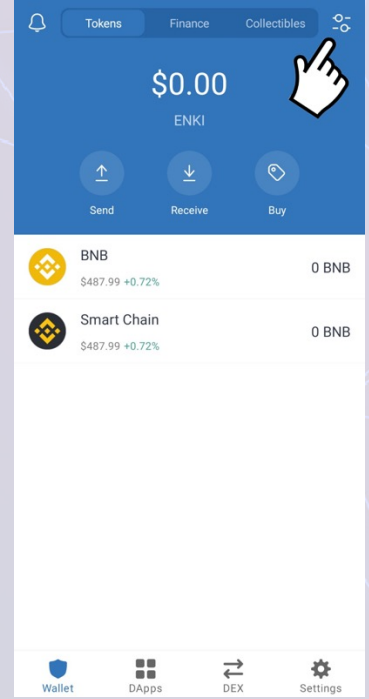 Tokens Finance Collectibles
$0.00
ENKI
Send Receive Buy
BNB
$487.99 +0.72%
0 BNB
Smart Chain
$487.99 +0.72%
0 BNB
Wallet DApps DEX Settings